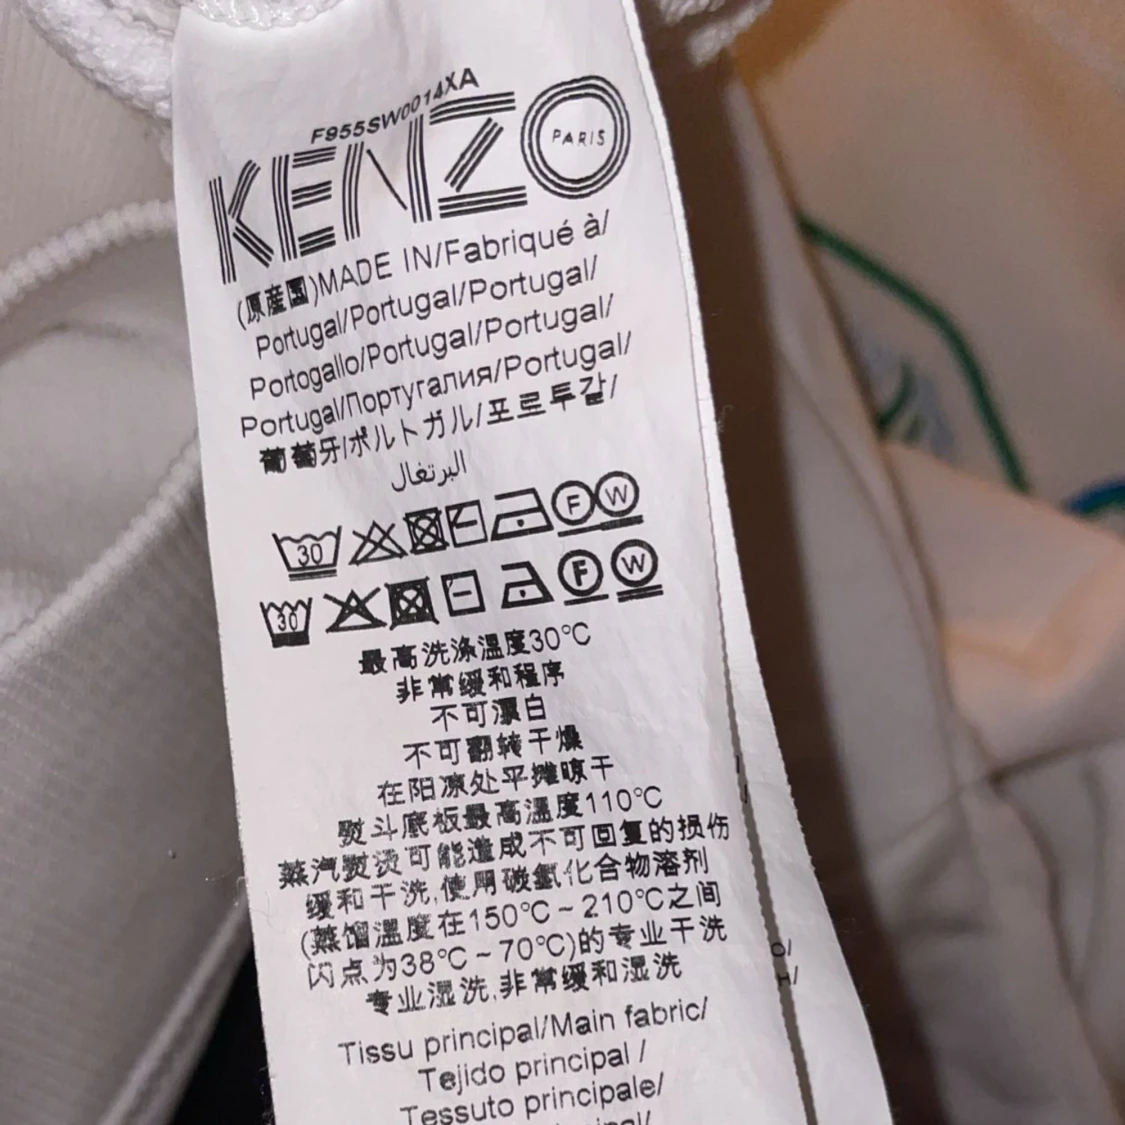 F955SW0014XA
KENZO
PARIS
(原産国)MADE IN/Fabriqué à/
Portugal/Portugal/Portugal/
Portogallo/Portugal/Portugal/
Portugal/Португалия/Portugal/
葡萄牙/ポルトガル/포르투갈/
البرتغال
30 F W
30 F W
最高洗涤温度30°C
非常缓和程序
不可漂白
不可翻转干燥
在阳凉处平摊晾干
熨斗底板最高温度110°C
蒸汽熨烫可能造成不可回复的损伤
缓和干洗,使用碳氢化合物溶剂
(蒸馏温度在150°C~210°C之间
闪点为38°C~70°C)的专业干洗
专业湿洗,非常缓和湿洗
Tissu principal/Main fabric/
Tejido principal /
Tessuto principale/